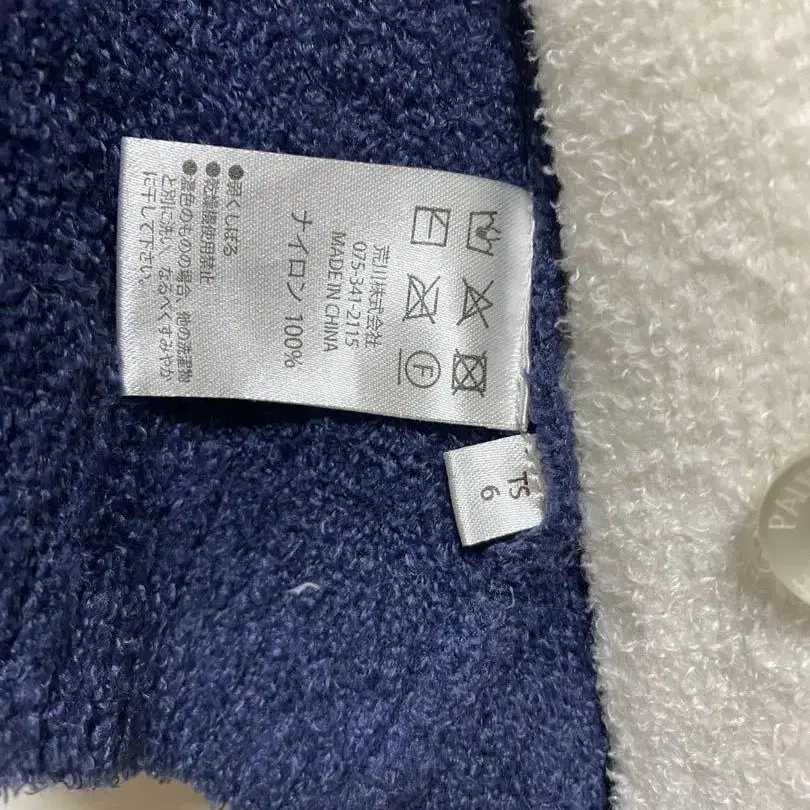 荒川株式会社
075-341-2115
MADE IN CHINA
ナイロン 100%
●弱くしぼる
●乾燥機使用禁止
●濃色のものの場合、他の洗濯物
と別に洗い、なるべくすみやか
に干して下さい。
F
TS
6
PA